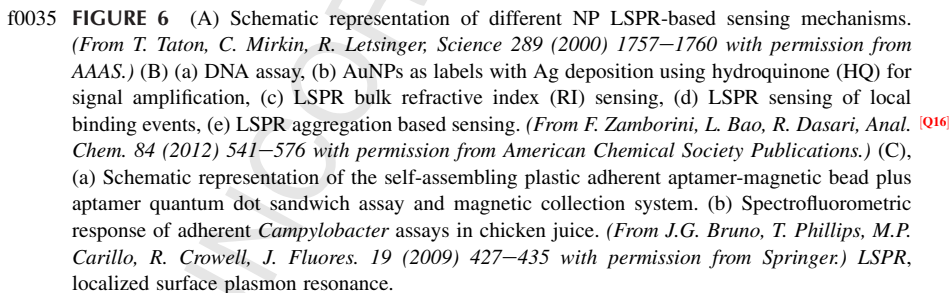 f0035 FIGURE 6 (A) Schematic representation of different NP LSPR-based sensing mechanisms.
(From T. Taton, C. Mirkin, R. Letsinger, Science 289 (2000) 1757–1760 with permission from
AAAS.) (B) (a) DNA assay, (b) AuNPs as labels with Ag deposition using hydroquinone (HQ) for
signal amplification, (c) LSPR bulk refractive index (RI) sensing, (d) LSPR sensing of local
binding events, (e) LSPR aggregation based sensing. (From F. Zamborini, L. Bao, R. Dasari, Anal. [Q16]
Chem. 84 (2012) 541–576 with permission from American Chemical Society Publications.) (C),
(a) Schematic representation of the self-assembling plastic adherent aptamer-magnetic bead plus
aptamer quantum dot sandwich assay and magnetic collection system. (b) Spectrofluorometric
response of adherent Campylobacter assays in chicken juice. (From J.G. Bruno, T. Phillips, M.P.
Carillo, R. Crowell, J. Fluores. 19 (2009) 427–435 with permission from Springer.) LSPR,
localized surface plasmon resonance.